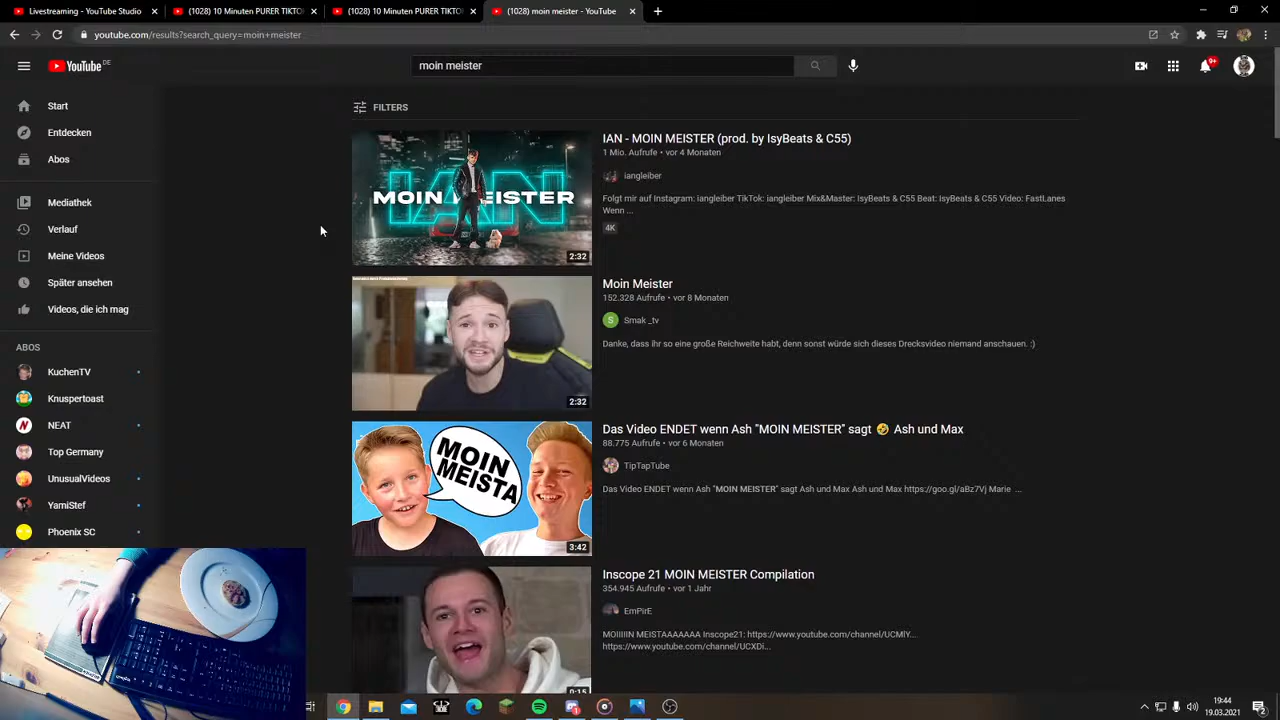 Livestreaming - YouTube Studio
(1028) 10 Minuten PURER TIKTO
(1028) 10 Minuten PURER TIKTO
(1028) moin meister - YouTube
youtube.com/results?search_query=moin+meister
YouTube DE
moin meister
9+
Start
Entdecken
Abos
Mediathek
Verlauf
Meine Videos
Später ansehen
Videos, die ich mag
ABOS
KuchenTV
Knuspertoast
NEAT
Top Germany
UnusualVideos
YamiStef
Phoenix SC
FILTERS
IAN
MOIN MEISTER
2:32
IAN - MOIN MEISTER (prod. by IsyBeats & C55)
1 Mio. Aufrufe • vor 4 Monaten
iangleiber
Folgt mir auf Instagram: iangleiber TikTok: iangleiber Mix&Master: IsyBeats & C55 Beat: IsyBeats & C55 Video: FastLanes
Wenn ...
4K
2:32
Moin Meister
152.328 Aufrufe • vor 8 Monaten
S
Smak _tv
Danke, dass ihr so eine große Reichweite habt, denn sonst würde sich dieses Drecksvideo niemand anschauen. :)
MOIN
MEISTA
3:42
Das Video ENDET wenn Ash "MOIN MEISTER" sagt 🤣 Ash und Max
88.775 Aufrufe • vor 6 Monaten
TipTapTube
Das Video ENDET wenn Ash "MOIN MEISTER" sagt Ash und Max Ash und Max https://goo.gl/aBz7Vj Marie ...
0:15
Inscope 21 MOIN MEISTER Compilation
354.945 Aufrufe • vor 1 Jahr
EmPirE
MOIIIIN MEISTAAAAAAA Inscope21: https://www.youtube.com/channel/UCMlY...
https://www.youtube.com/channel/UCXDi...
19:44
19.03.2021